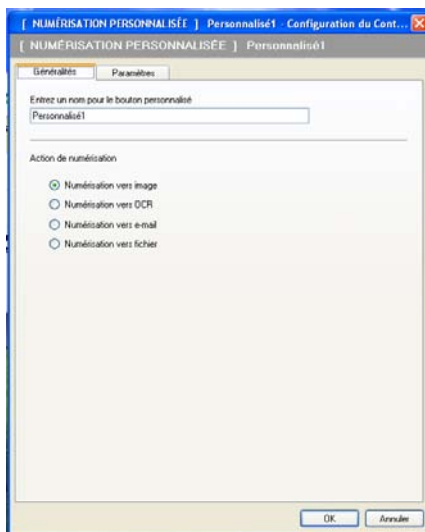 [ NUMÉRISATION PERSONNALISÉE ] Personnalisé1 - Configuration du Cont...
[ NUMÉRISATION PERSONNALISÉE ] Personnalisé1
Généralités Paramètres
Entrez un nom pour le bouton personnalisé
Personnalisé1
Action de numérisation
Numérisation vers image
Numérisation vers OCR
Numérisation vers e-mail
Numérisation vers fichier
OK Annuler